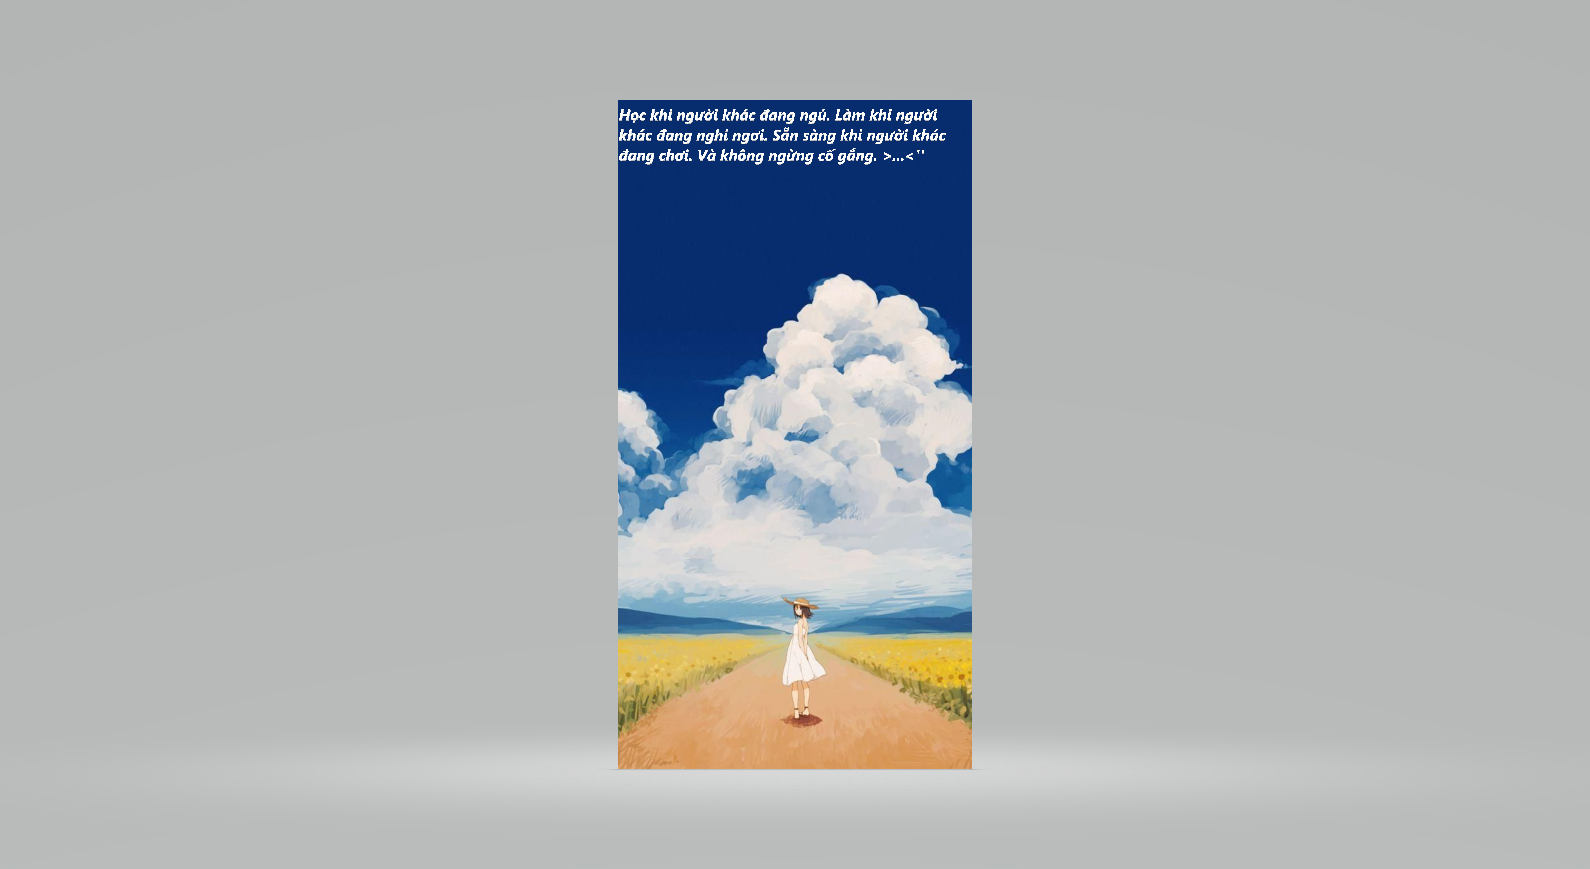 Học khi người khác đang ngủ. Làm khi người
khác đang nghỉ ngơi. Sẵn sàng khi người khác
đang chơi. Và không ngừng cố gắng. >...<"